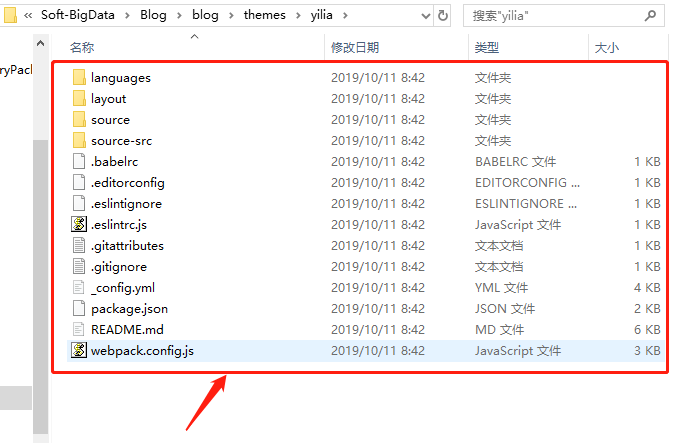 « Soft-BigData > Blog > blog > themes > yilia > 搜索"yilia"
名称 修改日期 类型 大小
ryPack
languages 2019/10/11 8:42 文件夹
layout 2019/10/11 8:42 文件夹
source 2019/10/11 8:42 文件夹
source-src 2019/10/11 8:42 文件夹
.babelrc 2019/10/11 8:42 BABELRC 文件 1 KB
.editorconfig 2019/10/11 8:42 EDITORCONFIG ... 1 KB
.eslintignore 2019/10/11 8:42 ESLINTIGNORE ... 1 KB
.eslintrc.js 2019/10/11 8:42 JavaScript 文件 1 KB
.gitattributes 2019/10/11 8:42 文本文档 1 KB
.gitignore 2019/10/11 8:42 文本文档 1 KB
_config.yml 2019/10/11 8:42 YML 文件 4 KB
package.json 2019/10/11 8:42 JSON 文件 2 KB
README.md 2019/10/11 8:42 MD 文件 6 KB
webpack.config.js 2019/10/11 8:42 JavaScript 文件 3 KB